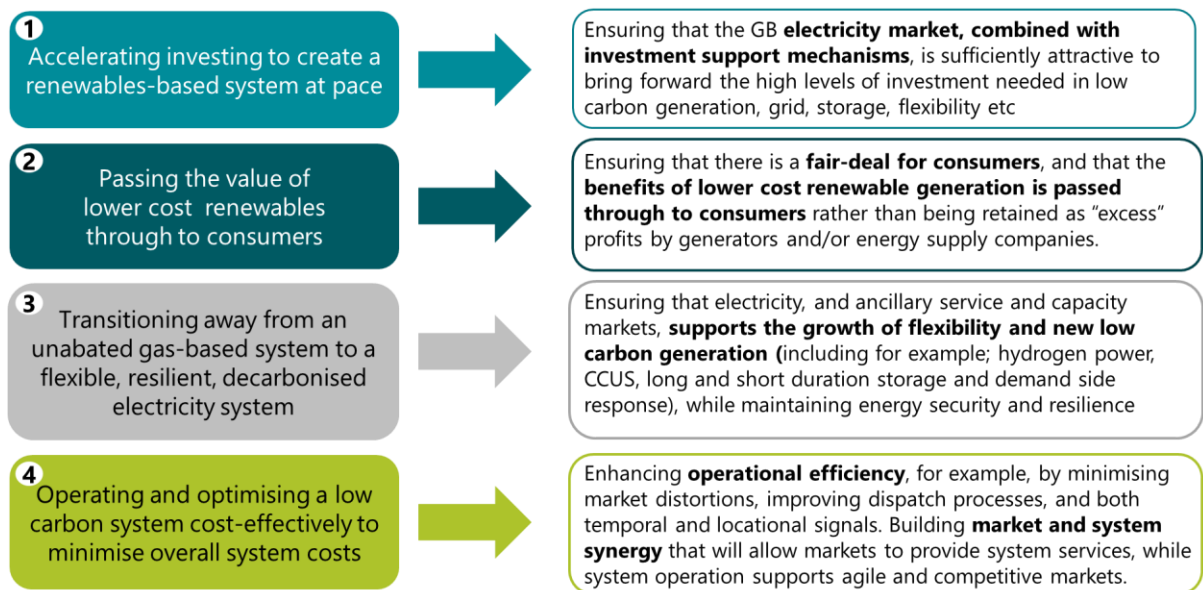 1
Accelerating investing to create a
renewables-based system at pace
Ensuring that the GB electricity market, combined with
investment support mechanisms, is sufficiently attractive to
bring forward the high levels of investment needed in low
carbon generation, grid, storage, flexibility etc
2
Passing the value of
lower cost renewables
through to consumers
Ensuring that there is a fair-deal for consumers, and that the
benefits of lower cost renewable generation is passed
through to consumers rather than being retained as “excess”
profits by generators and/or energy supply companies.
3
Transitioning away from an
unabated gas-based system to a
flexible, resilient, decarbonised
electricity system
Ensuring that electricity, and ancillary service and capacity
markets, supports the growth of flexibility and new low
carbon generation (including for example; hydrogen power,
CCUS, long and short duration storage and demand side
response), while maintaining energy security and resilience
4
Operating and optimising a low
carbon system cost-effectively to
minimise overall system costs
Enhancing operational efficiency, for example, by minimising
market distortions, improving dispatch processes, and both
temporal and locational signals. Building market and system
synergy that will allow markets to provide system services, while
system operation supports agile and competitive markets.